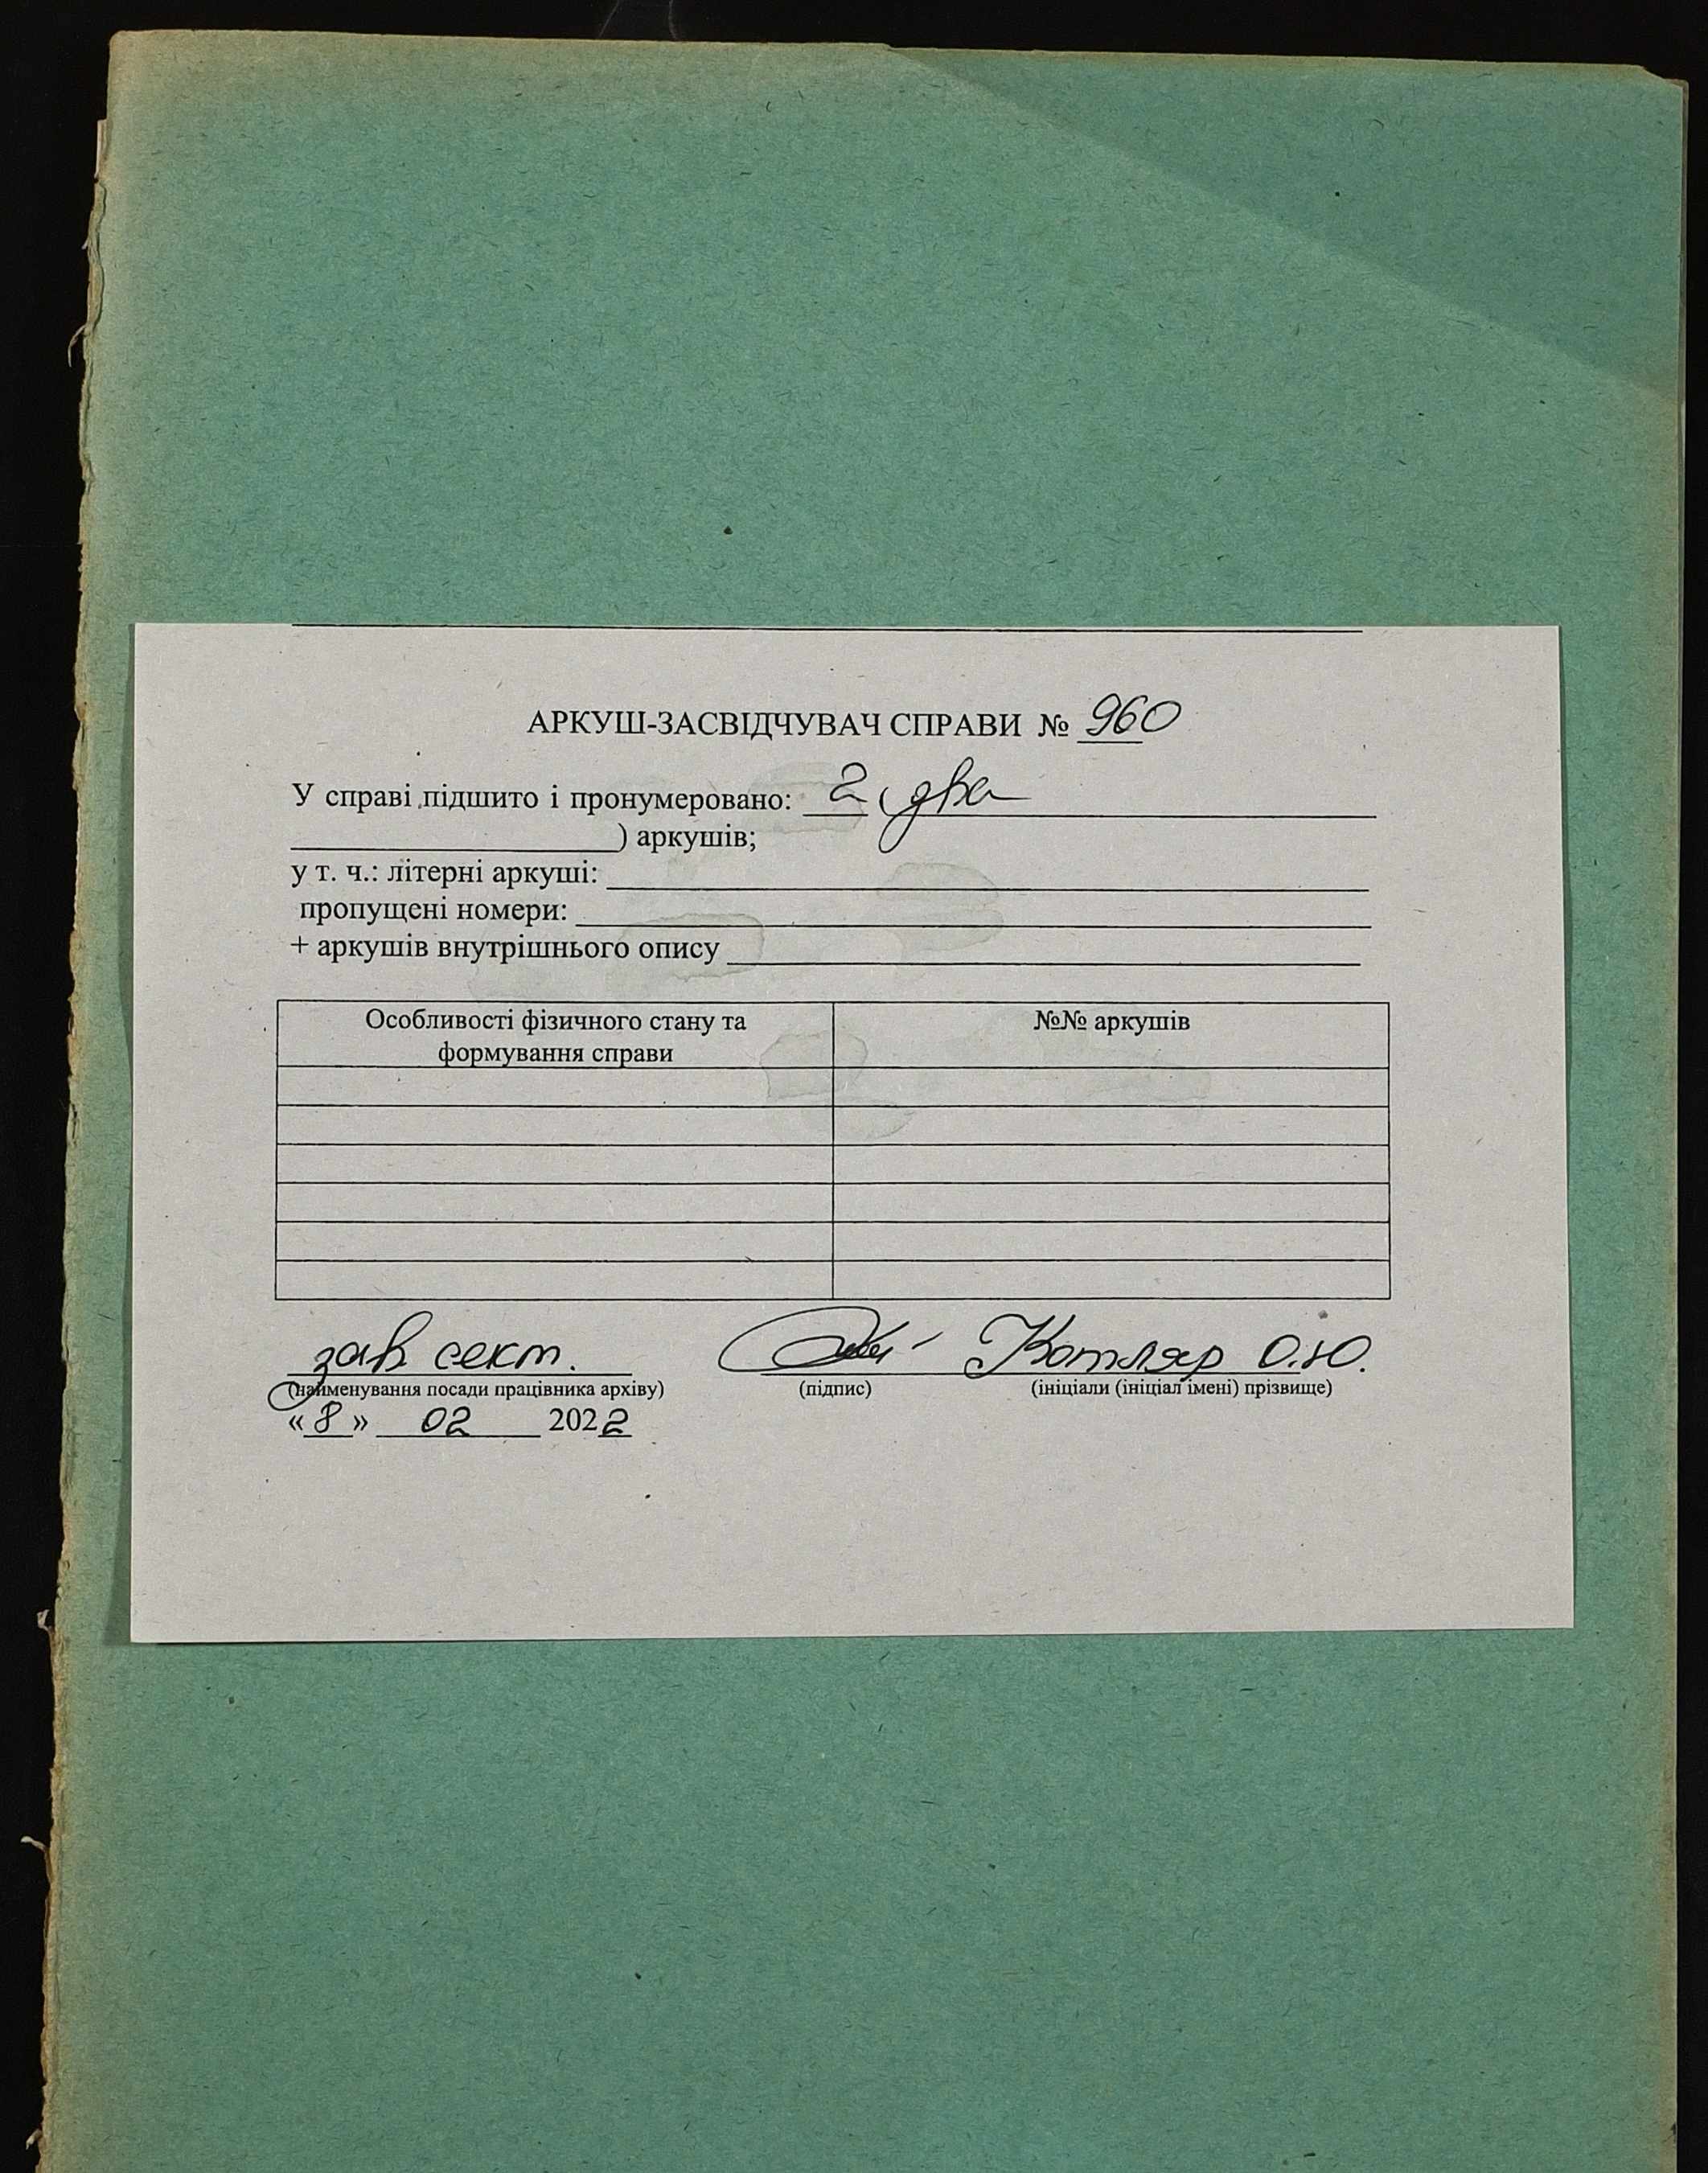 АРКУШ-ЗАСВІДЧУВАЧ СПРАВИ № 960
У справі підшито і пронумеровано: 2 ( два
) аркушів;
у т. ч.: літерні аркуші:
пропущені номери:
+ аркушів внутрішнього опису
Особливості фізичного стану та формування справи
№№ аркушів
зав сект. Котляр О.Ю.
(найменування посади працівника архіву) (підпис) (ініціали (ініціал імені) прізвище)
«8» 02 2022